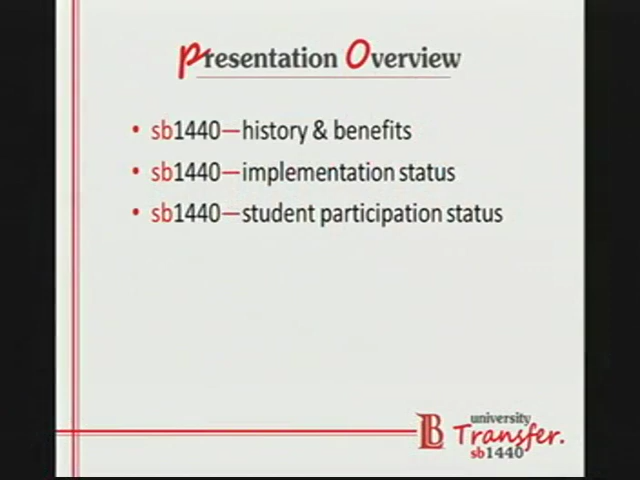 Presentation Overview
• sb1440—history & benefits
• sb1440—implementation status
• sb1440—student participation status
LB university
Transfer.
sb1440